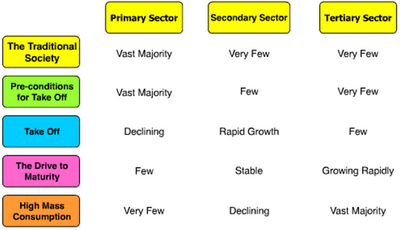 Primary Sector Secondary Sector Tertiary Sector
The Traditional
Society
Vast Majority Very Few Very Few
Pre-conditions
for Take Off
Vast Majority Few Very Few
Take Off Declining Rapid Growth Few
The Drive to
Maturity
Few Stable Growing Rapidly
High Mass
Consumption
Very Few Declining Vast Majority